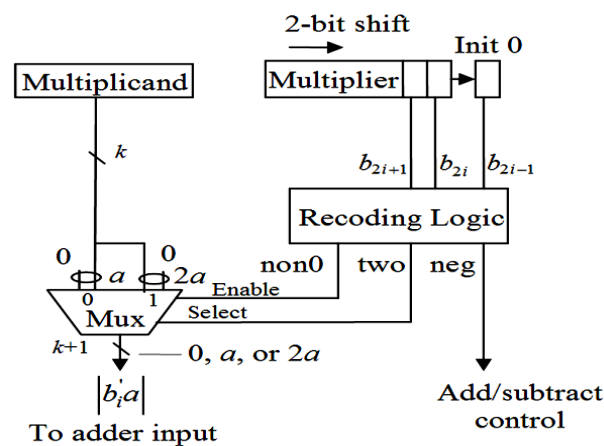 2-bit shift
Init 0
Multiplicand
Multiplier
k
b2i+1
b2i
b2i−1
Recoding Logic
0
a
0
2a
non0
two
neg
0
1
Enable
Mux
Select
k+1
0, a, or 2a
|b'i a|
To adder input
Add/subtract
control